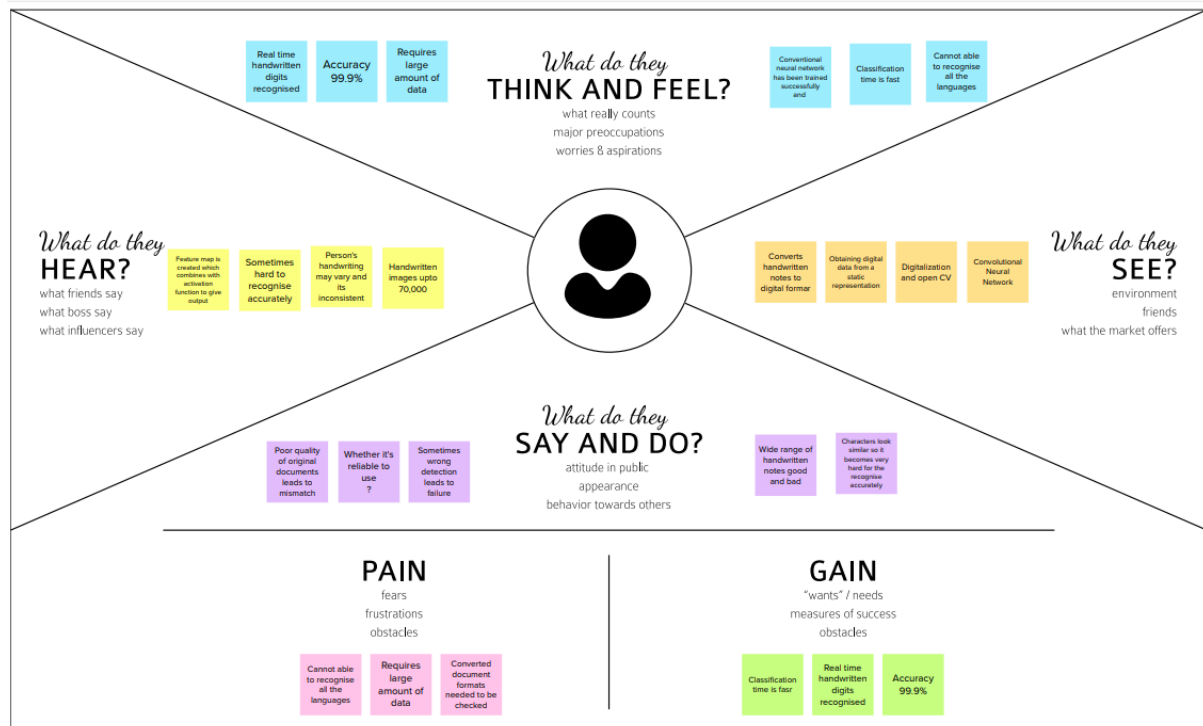 Real time
handwritten
digits
recognised
Accuracy
99.9%
Requires
large
amount of
data
What do they
THINK AND FEEL?
what really counts
major preoccupations
worries & aspirations
Conventional
neural network
has been trained
successfully
and
Classification
time is fast
Cannot able
to recognise
all the
languages
What do they
HEAR?
what friends say
what boss say
what influencers say
Feature map is
created which
combines with
activation
function to give
output
Sometimes
hard to
recognise
accurately
Person's
handwriting
may vary and
its
inconsistent
Handwritten
images upto
70,000
Converts
handwritten
notes to
digital formar
Obtaining digital
data from a
static
representation
Digitalization
and open CV
Convolutional
Neural
Network
What do they
SEE?
environment
friends
what the market offers
What do they
SAY AND DO?
attitude in public
appearance
behavior towards others
Poor quality
of original
documents
leads to
mismatch
Whether it's
reliable to
use
?
Sometimes
wrong
detection
leads to
failure
Wide range of
handwritten
notes good
and bad
Characters look
similar so it
becomes very
hard for the
recognise
accurately
PAIN
fears
frustrations
obstacles
Cannot able
to recognise
all the
languages
Requires
large
amount of
data
Converted
document
formats
needed to be
checked
GAIN
"wants" / needs
measures of success
obstacles
Classification
time is fasr
Real time
handwritten
digits
recognised
Accuracy
99.9%